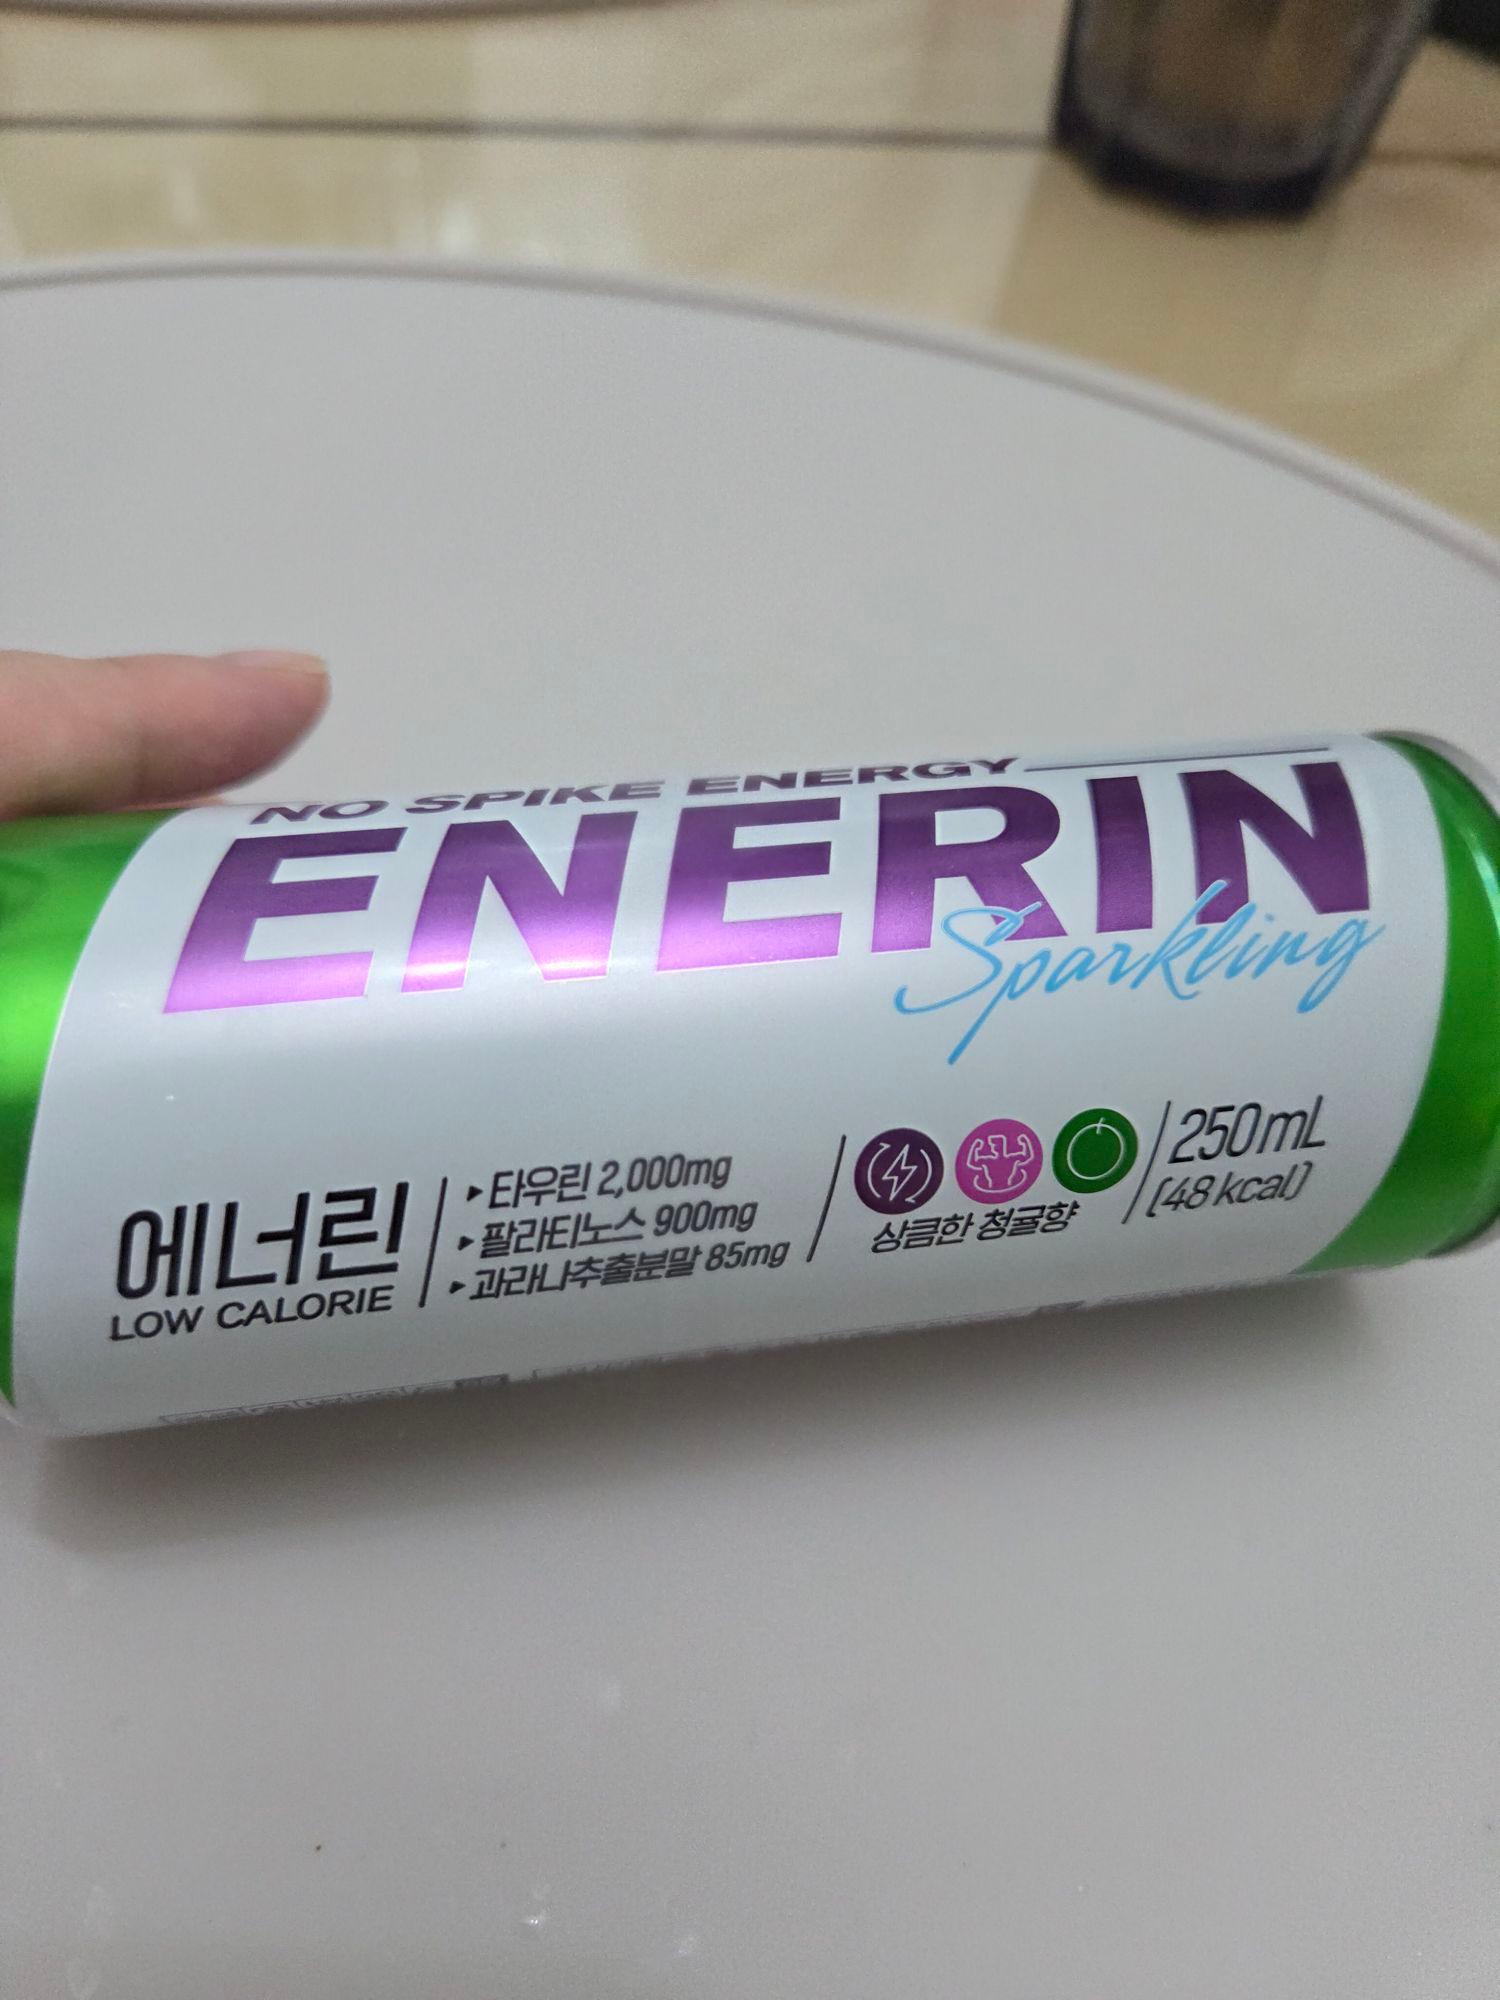 NO SPIKE ENERGY
ENERIN
Sparkling
에너린
LOW CALORIE
▸타우린 2,000mg
▸팔라티노스 900mg
▸과라나추출분말 85mg
상큼한 청귤향
250mL
(48 kcal)